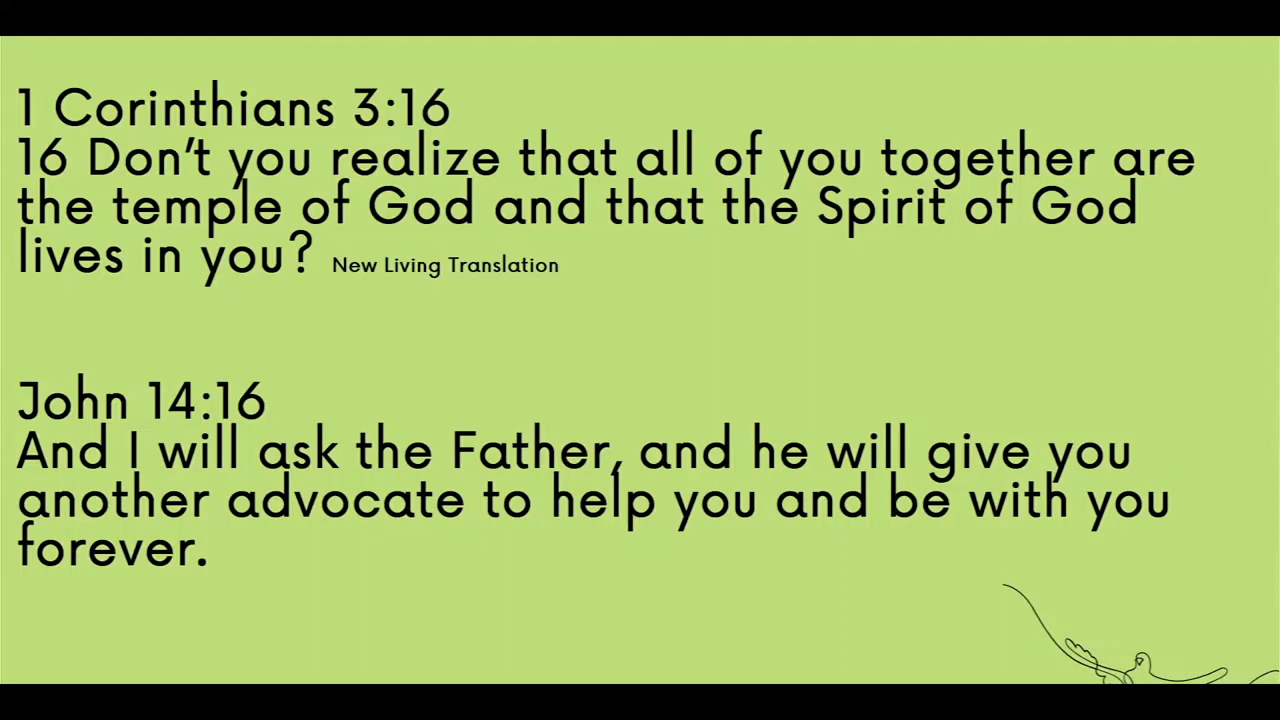 1 Corinthians 3:16
16 Don't you realize that all of you together are
the temple of God and that the Spirit of God
lives in you? New Living Translation
John 14:16
And I will ask the Father, and he will give you
another advocate to help you and be with you
forever.